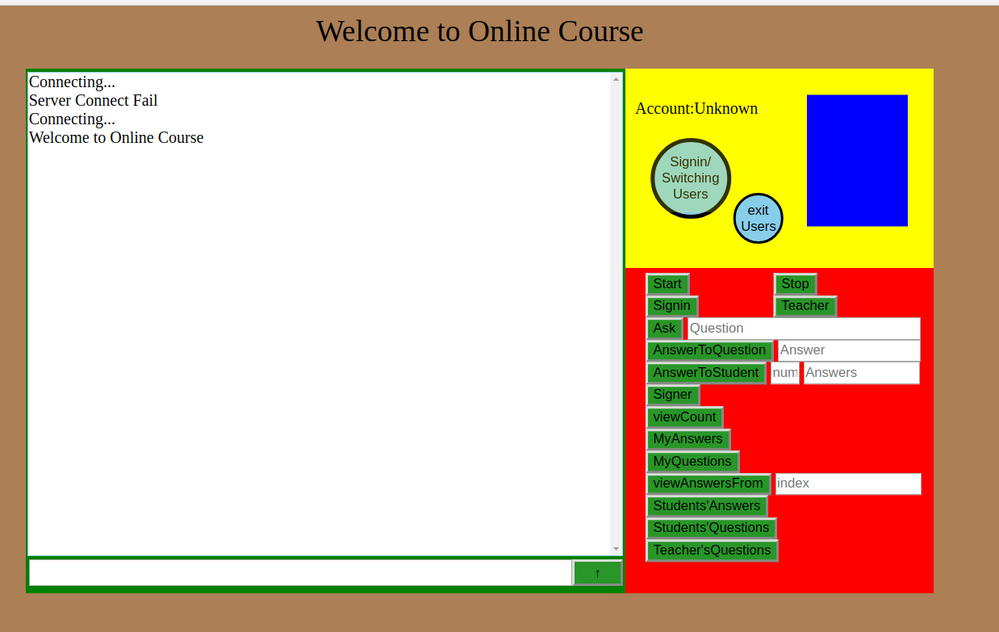 Welcome to Online Course
Connecting...
Server Connect Fail
Connecting...
Welcome to Online Course
↑
Account:Unknown
Signin/
Switching
Users
exit
Users
Start Stop
Signin Teacher
Ask Question
AnswerToQuestion Answer
AnswerToStudent num Answers
Signer
viewCount
MyAnswers
MyQuestions
viewAnswersFrom index
Students'Answers
Students'Questions
Teacher'sQuestions